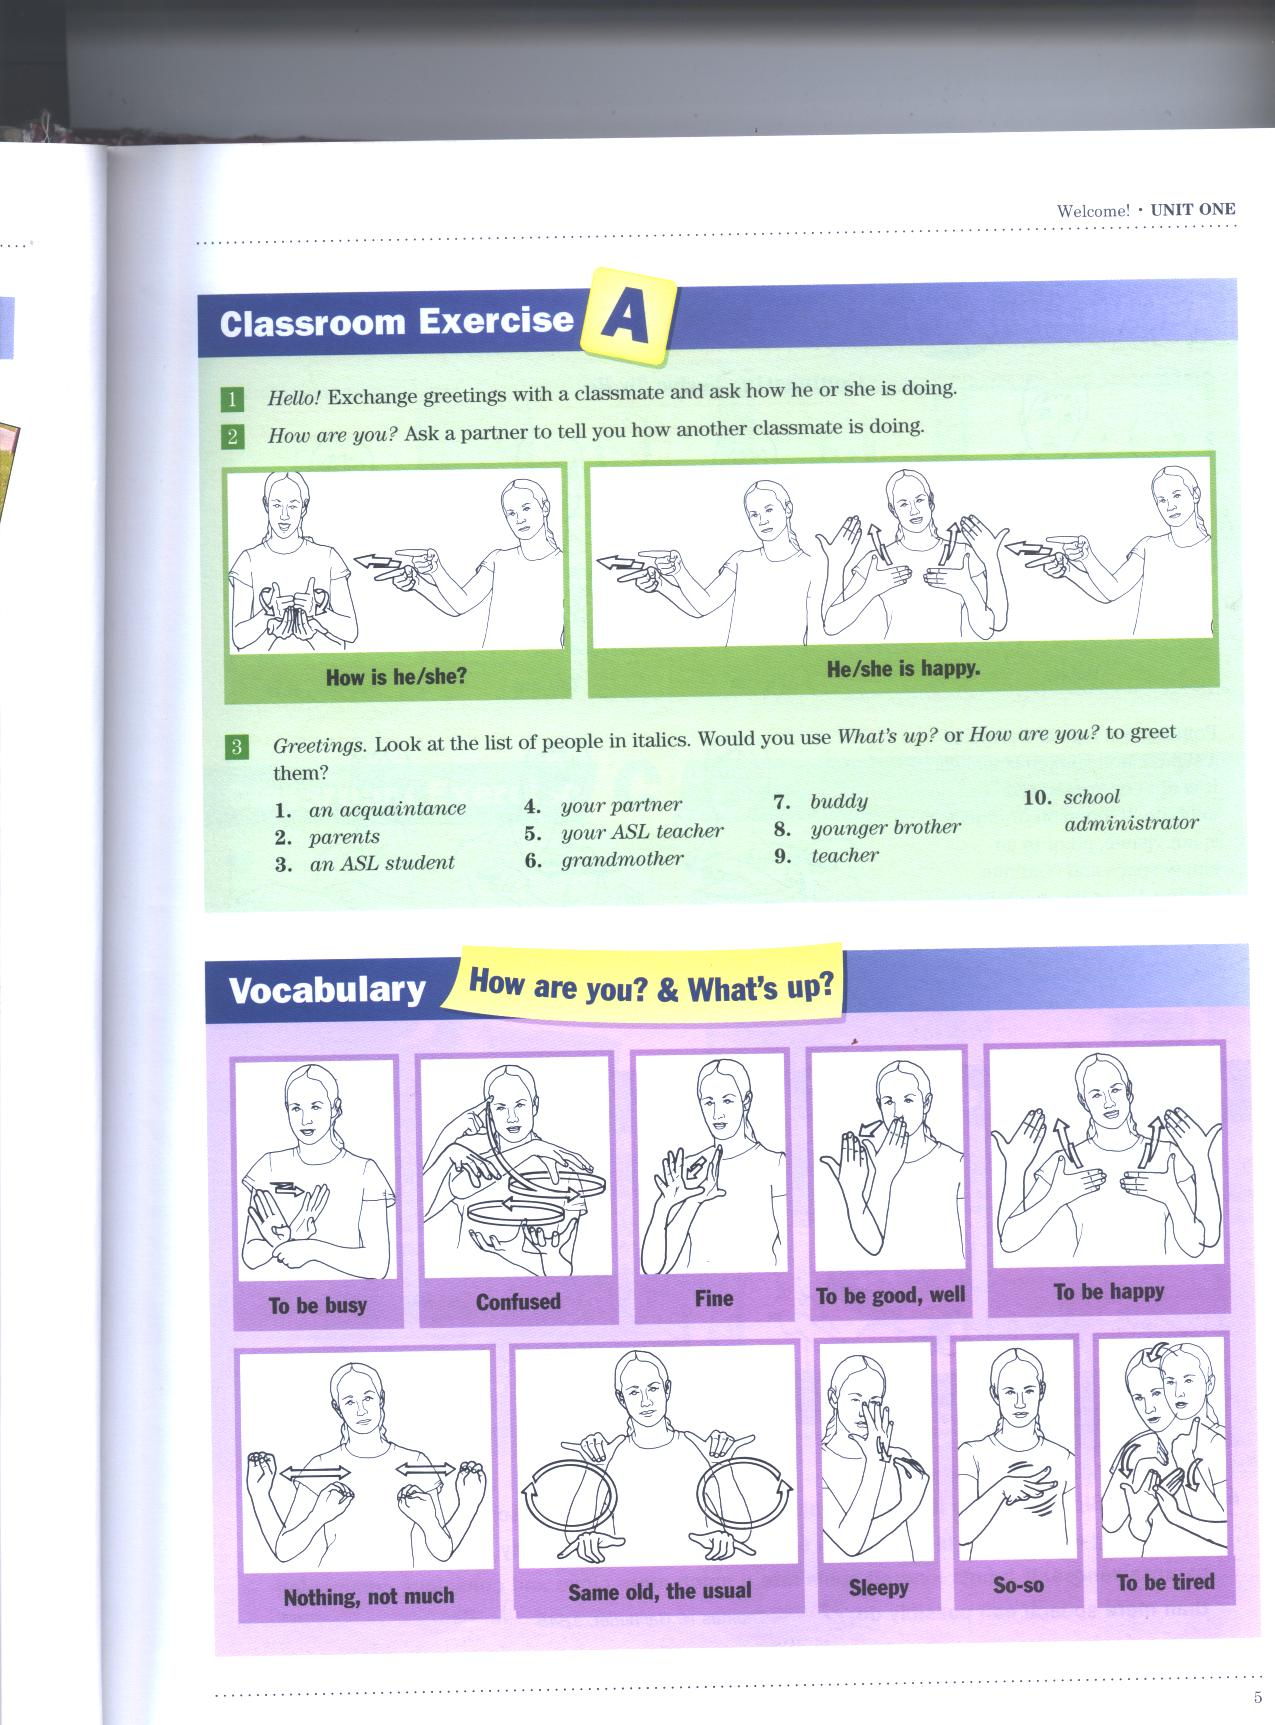 Welcome! • UNIT ONE
Classroom Exercise A
1 Hello! Exchange greetings with a classmate and ask how he or she is doing.
2 How are you? Ask a partner to tell you how another classmate is doing.
How is he/she?
He/she is happy.
3 Greetings. Look at the list of people in italics. Would you use What's up? or How are you? to greet
them?
1. an acquaintance
2. parents
3. an ASL student
4. your partner
5. your ASL teacher
6. grandmother
7. buddy
8. younger brother
9. teacher
10. school
administrator
Vocabulary How are you? & What's up?
To be busy
Confused
Fine
To be good, well
To be happy
Nothing, not much
Same old, the usual
Sleepy
So-so
To be tired
5